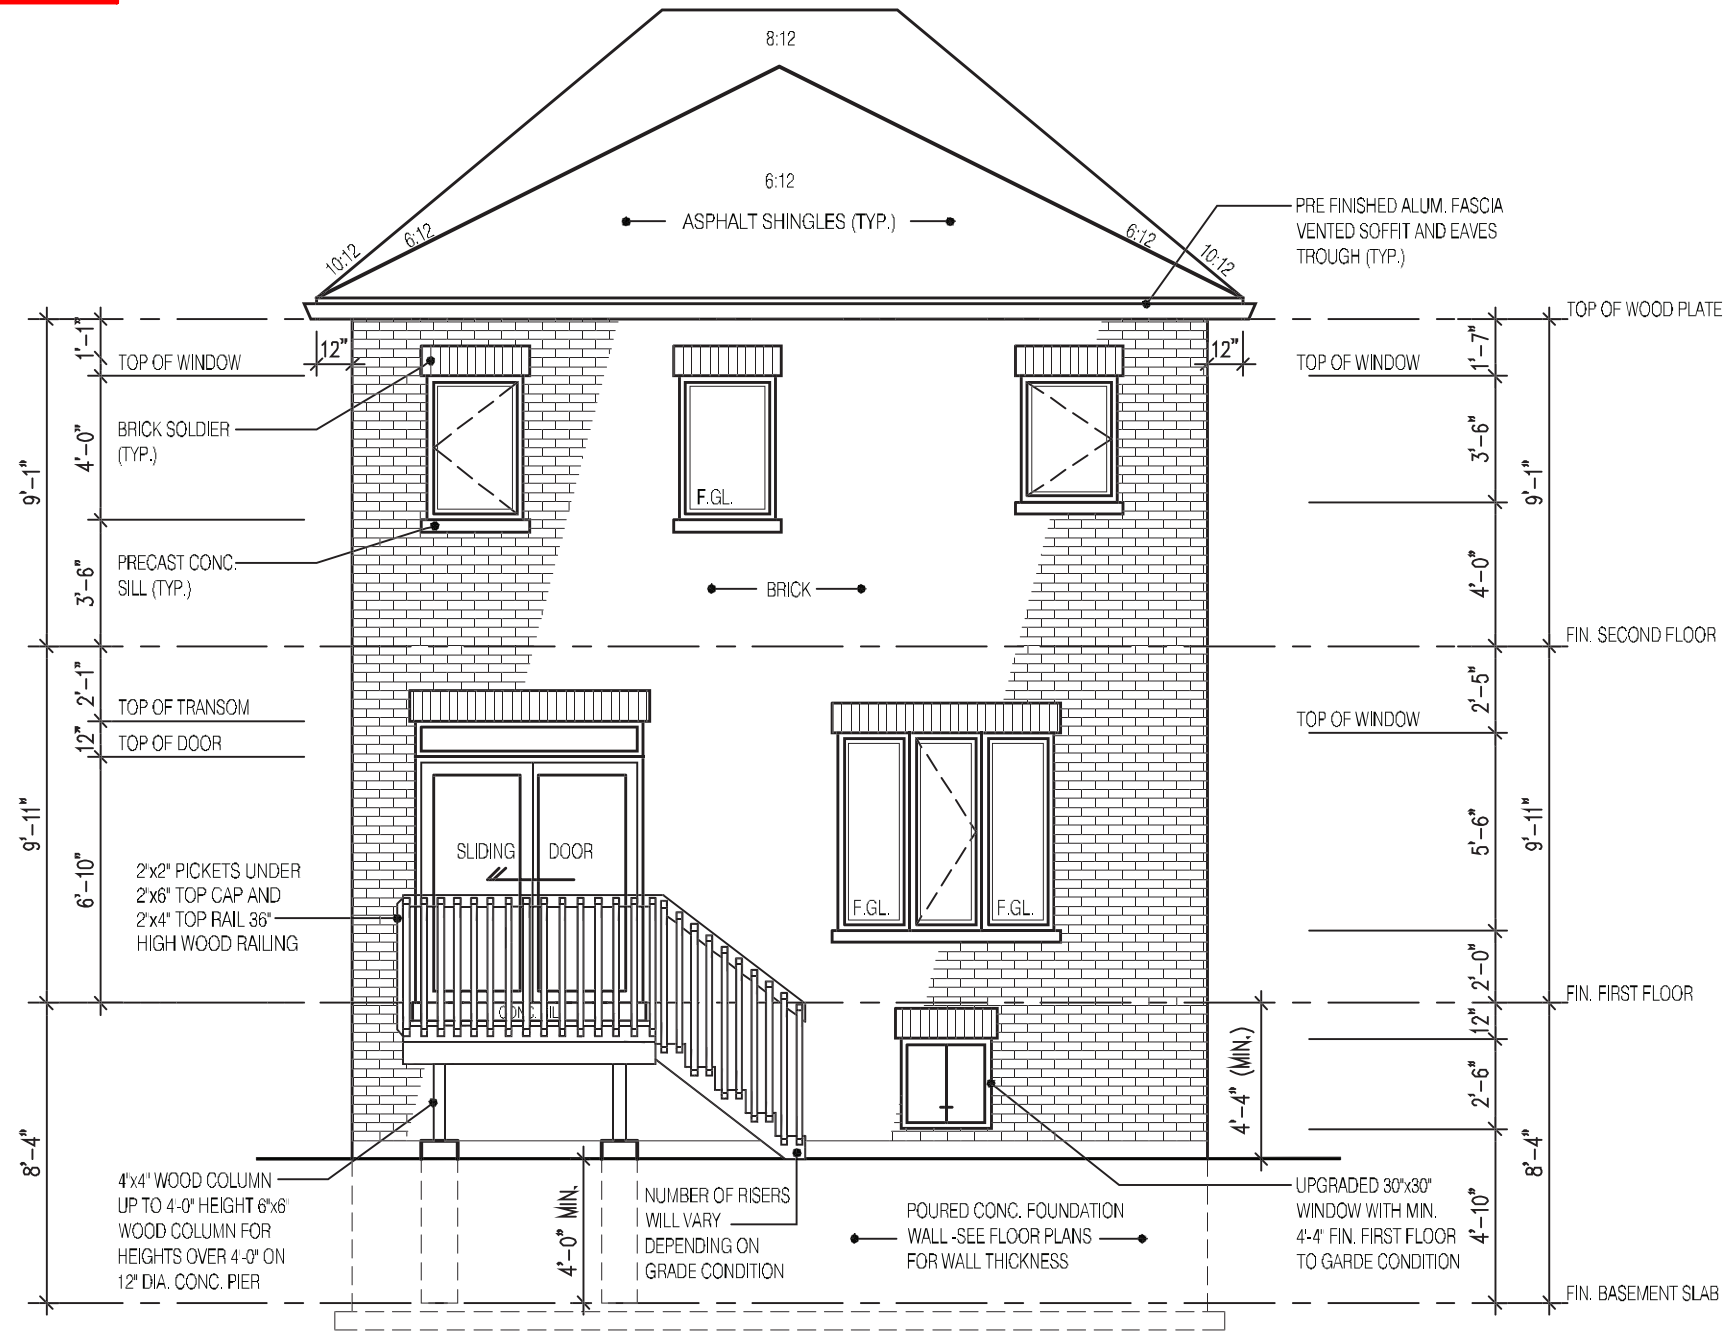 8:12
6:12
ASPHALT SHINGLES (TYP.)
10:12
6:12
6:12
10:12
PRE FINISHED ALUM. FASCIA
VENTED SOFFIT AND EAVES
TROUGH (TYP.)
TOP OF WOOD PLATE
1'-1"
TOP OF WINDOW
12"
12"
TOP OF WINDOW
1'-7"
BRICK SOLDIER
(TYP.)
4'-0"
3'-6"
9'-1"
9'-1"
F.GL.
PRECAST CONC.
SILL (TYP.)
3'-6"
BRICK
4'-0"
FIN. SECOND FLOOR
2'-1"
TOP OF TRANSOM
12"
TOP OF DOOR
2'-5"
TOP OF WINDOW
9'-11"
6'-10"
SLIDING DOOR
5'-6"
9'-11"
2"x2" PICKETS UNDER
2"x6" TOP CAP AND
2"x4" TOP RAIL 36"
HIGH WOOD RAILING
F.GL.
F.GL.
2'-0"
FIN. FIRST FLOOR
CONC.
12"
4'-4" (MIN.)
2'-6"
8'-4"
8'-4"
4"x4" WOOD COLUMN
UP TO 4'-0" HEIGHT 6"x6"
WOOD COLUMN FOR
HEIGHTS OVER 4'-0" ON
12" DIA. CONC. PIER
4'-0" MIN.
NUMBER OF RISERS
WILL VARY
DEPENDING ON
GRADE CONDITION
POURED CONC. FOUNDATION
WALL -SEE FLOOR PLANS
FOR WALL THICKNESS
UPGRADED 30"x30"
WINDOW WITH MIN.
4'-4" FIN. FIRST FLOOR
TO GARDE CONDITION
4'-10"
FIN. BASEMENT SLAB